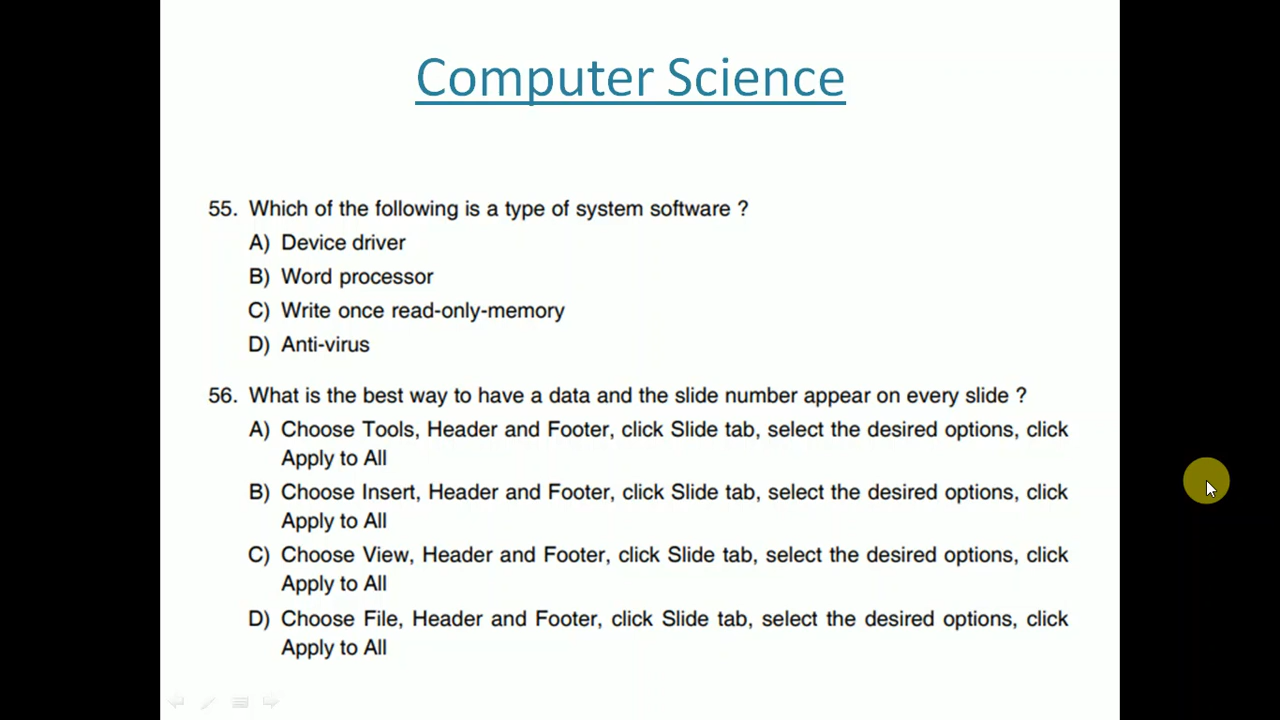 Computer Science
55. Which of the following is a type of system software ?
A) Device driver
B) Word processor
C) Write once read-only-memory
D) Anti-virus
56. What is the best way to have a data and the slide number appear on every slide ?
A) Choose Tools, Header and Footer, click Slide tab, select the desired options, click
Apply to All
B) Choose Insert, Header and Footer, click Slide tab, select the desired options, click
Apply to All
C) Choose View, Header and Footer, click Slide tab, select the desired options, click
Apply to All
D) Choose File, Header and Footer, click Slide tab, select the desired options, click
Apply to All